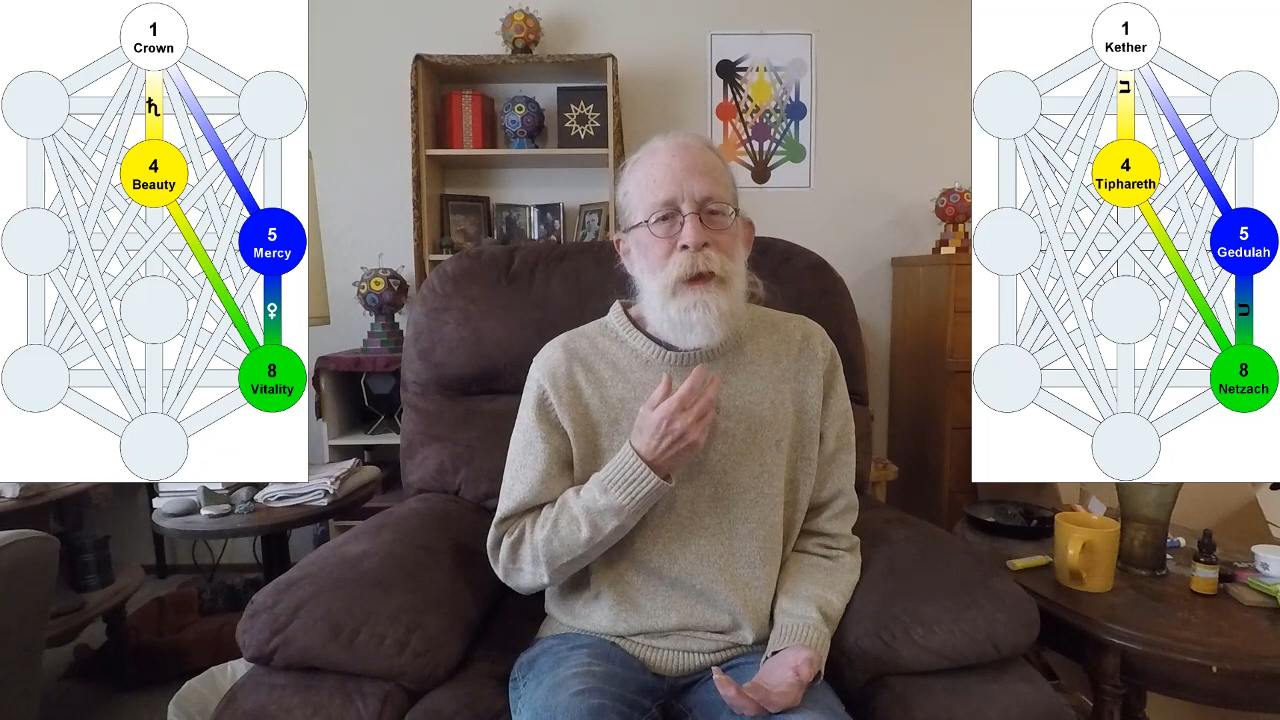 1
Crown
♄
4
Beauty
5
Mercy
♀
8
Vitality
1
Kether
ב
4
Tiphareth
5
Gedulah
כ
8
Netzach